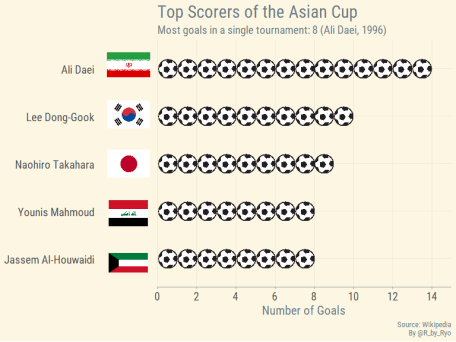 Top Scorers of the Asian Cup
Most goals in a single tournament: 8 (Ali Daei, 1996)
Ali Daei
Lee Dong-Gook
Naohiro Takahara
Younis Mahmoud
Jassem Al-Houwaidi
0 2 4 6 8 10 12 14
Number of Goals
Source: Wikipedia
By @R_by_Ryo